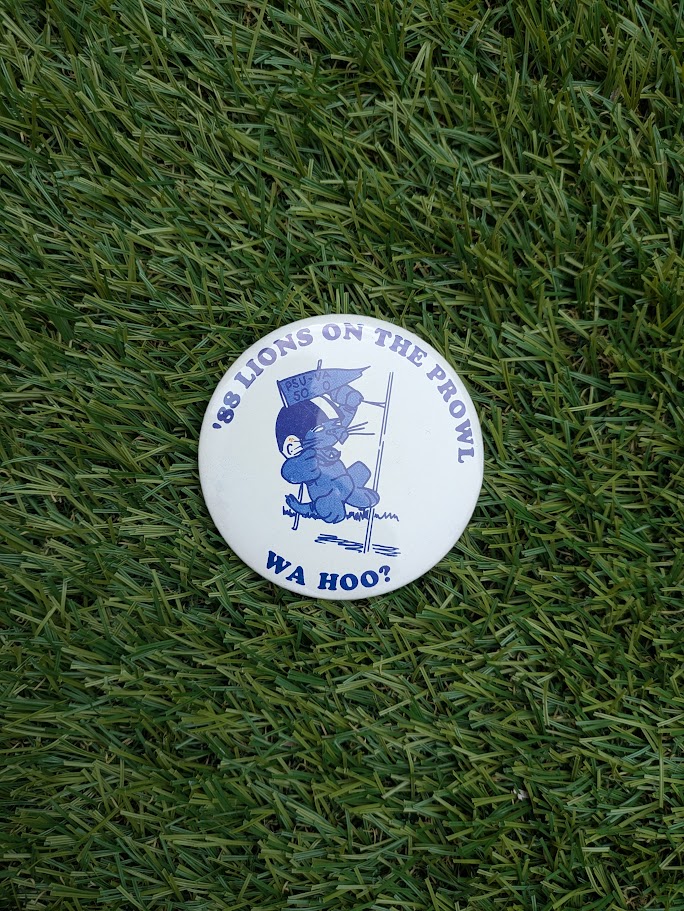 '88 LIONS ON THE PROWL
PSU-VA
50 0
WA HOO?